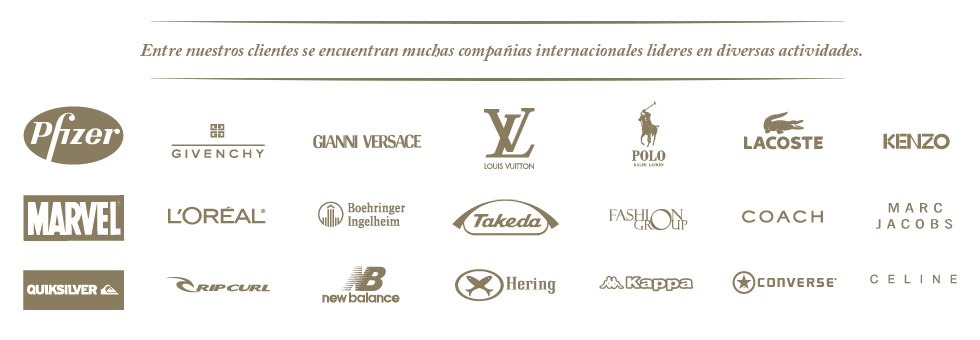 Entre nuestros clientes se encuentran muchas compañias internacionales lideres en diversas actividades.
Pfizer
GIVENCHY
GIANNI VERSACE
LV
LOUIS VUITTON
POLO
RALPH LAUREN
LACOSTE
KENZO
MARVEL
L'ORÉAL®
Boehringer
Ingelheim
Takeda
FASHION
GROUP
COACH
MARC
JACOBS
QUIKSILVER
RIP CURL
NB
new balance
Hering
Kappa
CONVERSE
CELINE